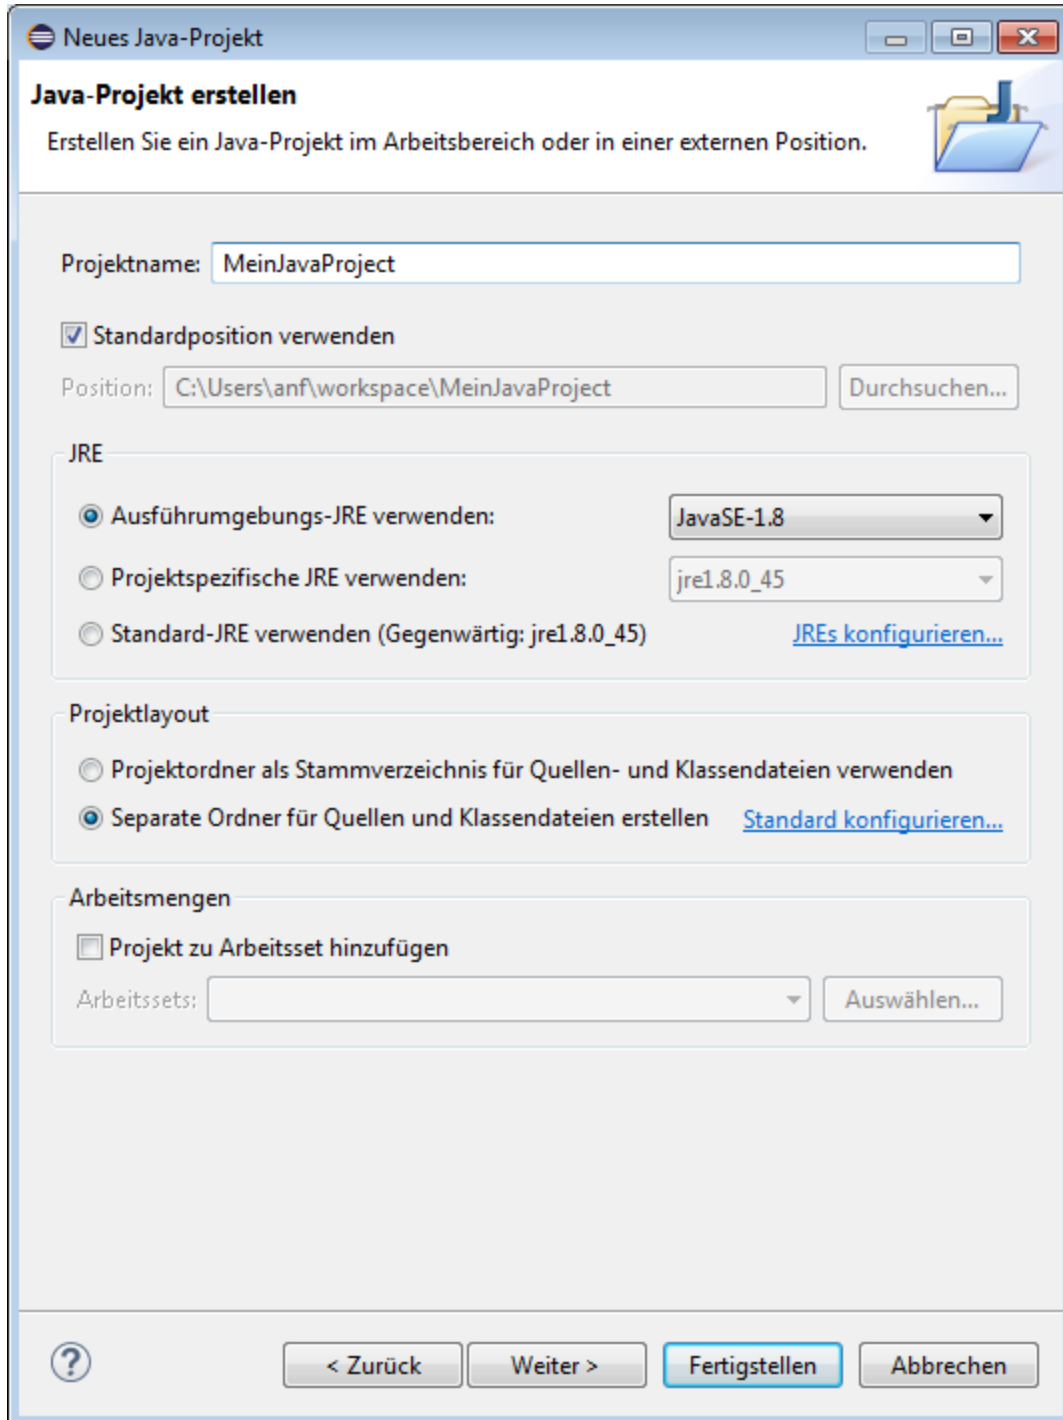 Neues Java-Projekt
Java-Projekt erstellen
Erstellen Sie ein Java-Projekt im Arbeitsbereich oder in einer externen Position.
Projektname: MeinJavaProject
Standardposition verwenden
Position: C:\Users\anf\workspace\MeinJavaProject Durchsuchen...
JRE
Ausführumgebungs-JRE verwenden: JavaSE-1.8
Projektspezifische JRE verwenden: jre1.8.0_45
Standard-JRE verwenden (Gegenwärtig: jre1.8.0_45) JREs konfigurieren...
Projektlayout
Projektordner als Stammverzeichnis für Quellen- und Klassendateien verwenden
Separate Ordner für Quellen und Klassendateien erstellen Standard konfigurieren...
Arbeitsmengen
Projekt zu Arbeitsset hinzufügen
Arbeitssets: Auswählen...
? < Zurück Weiter > Fertigstellen Abbrechen